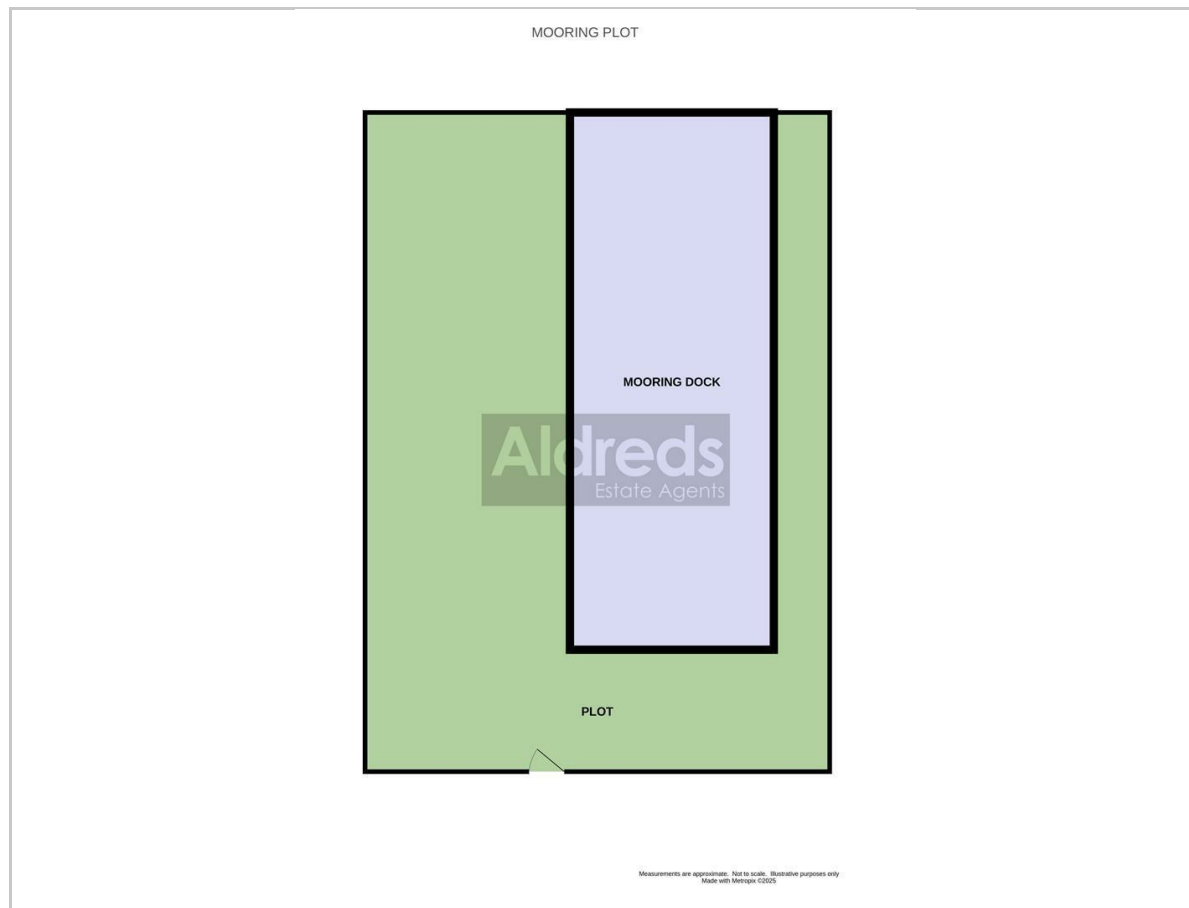 MOORING PLOT
MOORING DOCK
Aldreds
Estate Agents
PLOT
Measurements are approximate. Not to scale. Illustrative purposes only
Made with Metropix ©2025